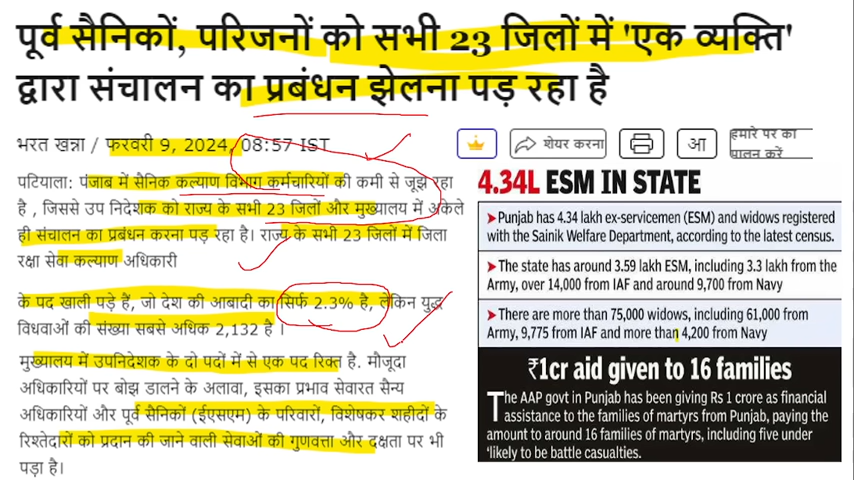 पूर्व सैनिकों, परिजनों को सभी 23 जिलों में 'एक व्यक्ति'
द्वारा संचालन का प्रबंधन झेलना पड़ रहा है
भरत खन्ना / फरवरी 9, 2024, 08:57 IST
शेयर करना
आ
हमारे पर का
पालन करें
पटियाला: पंजाब में सैनिक कल्याण विभाग कर्मचारियों की कमी से जूझ रहा
है , जिससे उप निदेशक को राज्य के सभी 23 जिलों और मुख्यालय में अकेले
ही संचालन का प्रबंधन करना पड़ रहा है। राज्य के सभी 23 जिलों में जिला
रक्षा सेवा कल्याण अधिकारी
के पद खाली पड़े हैं, जो देश की आबादी का सिर्फ 2.3% है, लेकिन युद्ध
विधवाओं की संख्या सबसे अधिक 2,132 है ।
मुख्यालय में उपनिदेशक के दो पदों में से एक पद रिक्त है. मौजूदा
अधिकारियों पर बोझ डालने के अलावा, इसका प्रभाव सेवारत सैन्य
अधिकारियों और पूर्व सैनिकों (ईएसएम) के परिवारों, विशेषकर शहीदों के
रिश्तेदारों को प्रदान की जाने वाली सेवाओं की गुणवत्ता और दक्षता पर भी
पड़ा है।
4.34L ESM IN STATE
➤Punjab has 4.34 lakh ex-servicemen (ESM) and widows registered
with the Sainik Welfare Department, according to the latest census.
➤The state has around 3.59 lakh ESM, including 3.3 lakh from the
Army, over 14,000 from IAF and around 9,700 from Navy
➤There are more than 75,000 widows, including 61,000 from
Army, 9,775 from IAF and more than 4,200 from Navy
₹1cr aid given to 16 families
The AAP govt in Punjab has been giving Rs 1 crore as financial
assistance to the families of martyrs from Punjab, paying the
amount to around 16 families of martyrs, including five under
'likely to be battle casualties.